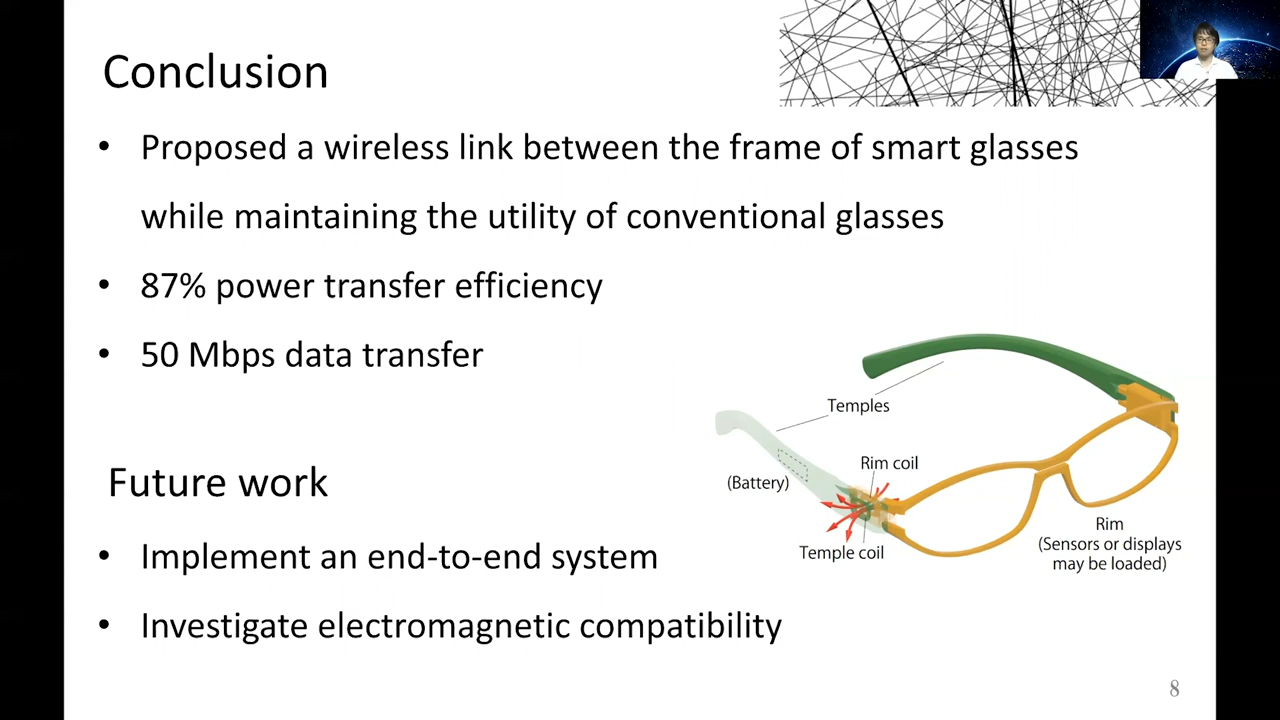 Conclusion
• Proposed a wireless link between the frame of smart glasses
while maintaining the utility of conventional glasses
• 87% power transfer efficiency
• 50 Mbps data transfer
Temples
Rim coil
(Battery)
Temple coil
Rim
(Sensors or displays
may be loaded)
Future work
• Implement an end-to-end system
• Investigate electromagnetic compatibility
8